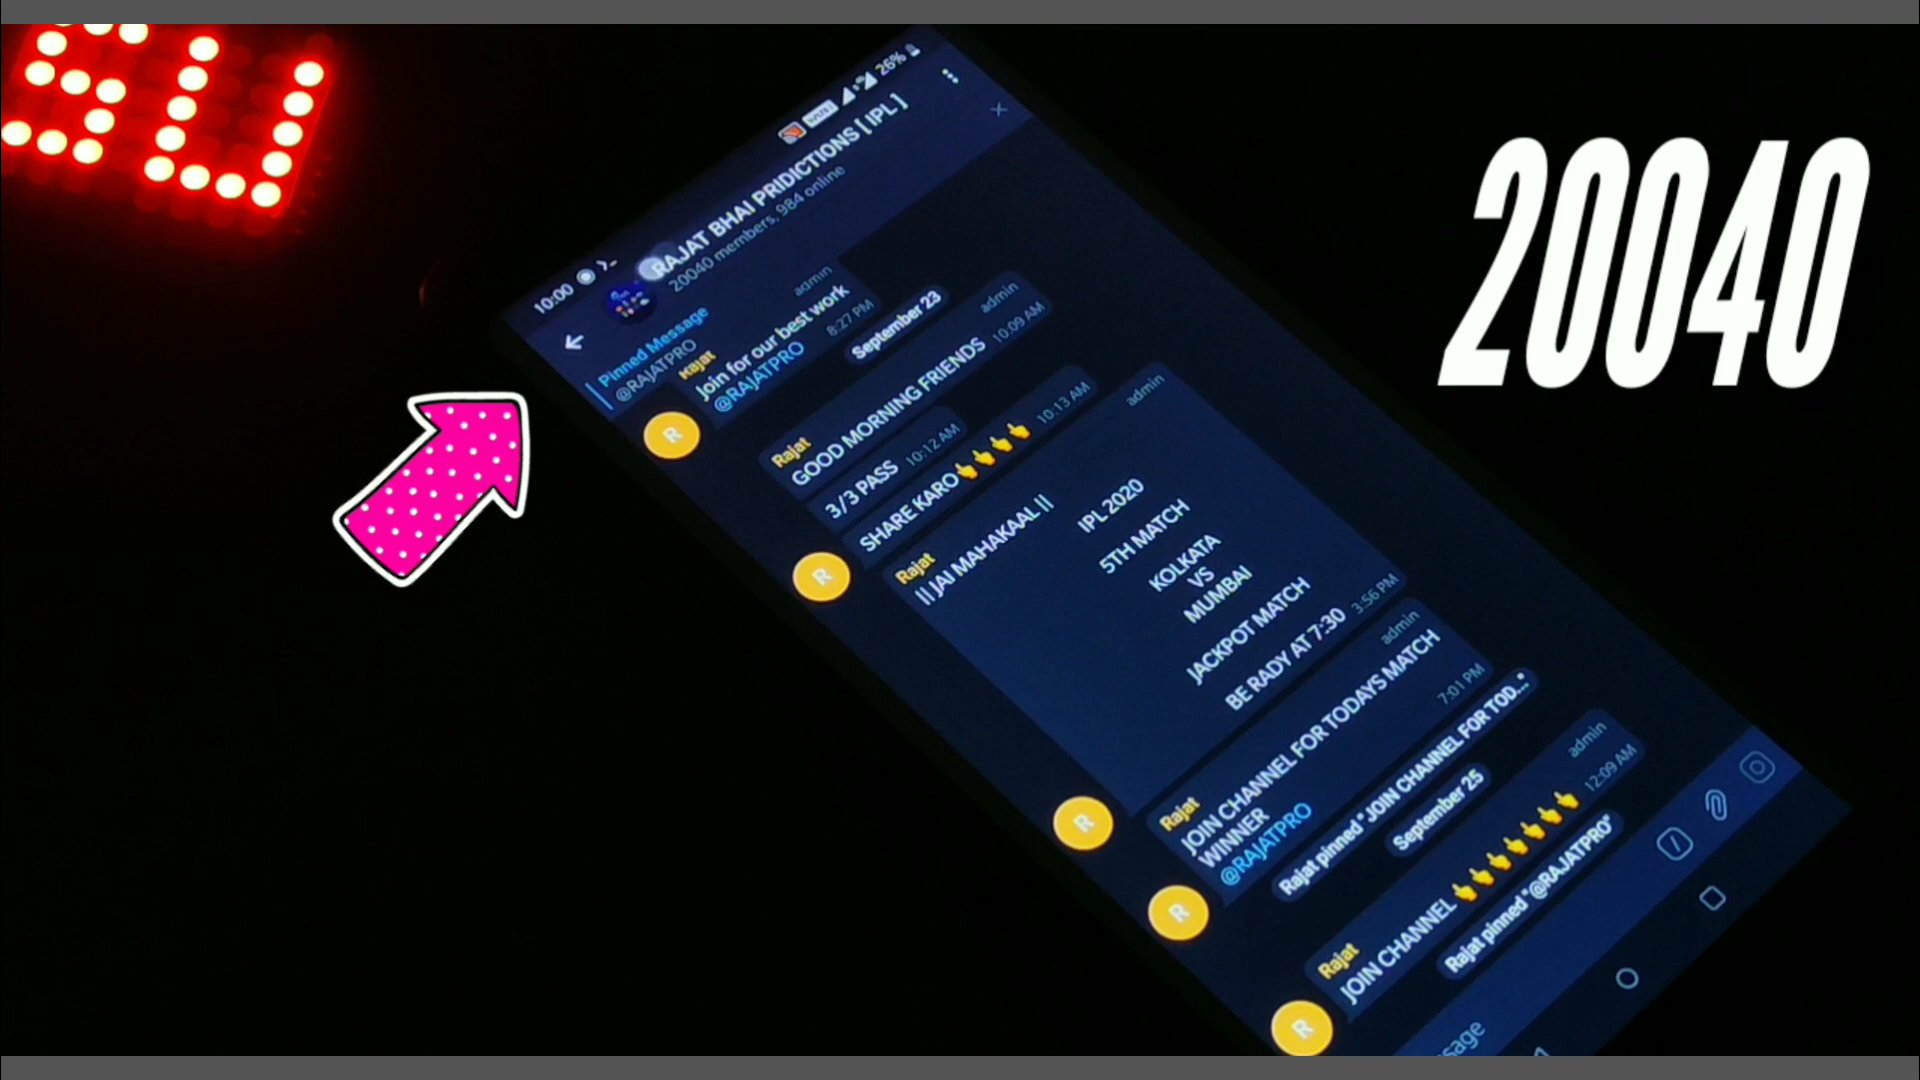 SU
20040
10:00
26%
RAJAT BHAI PRIDICTIONS [ IPL ]
20040 members, 984 online
Pinned Message
@RAJATPRO
Rajat admin
Join for our best work
@RAJATPRO 8:27 PM
September 23
Rajat admin
GOOD MORNING FRIENDS 10:09 AM
3/3 PASS 10:12 AM
SHARE KARO👆👆👆👆 10:13 AM
R
Rajat admin
|| JAI MAHAKAAL ||
IPL 2020
5TH MATCH
KOLKATA
VS
MUMBAI
JACKPOT MATCH
BE RADY AT 7:30 3:56 PM
R
Rajat admin
JOIN CHANNEL FOR TODAYS MATCH
WINNER
@RAJATPRO 7:01 PM
R
Rajat pinned "JOIN CHANNEL FOR TOD..."
September 25
Rajat admin
JOIN CHANNEL 👆👆👆👆👆👆👆 12:09 AM
R
Rajat pinned "@RAJATPRO"
R